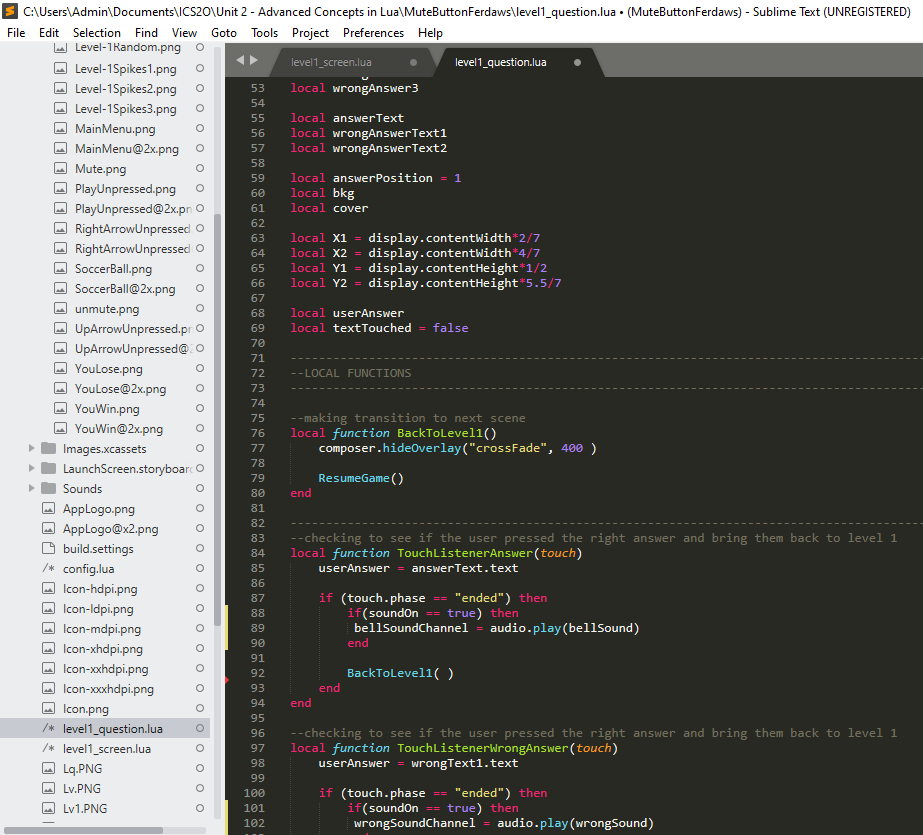 C:\Users\Admin\Documents\ICS2O\Unit 2 - Advanced Concepts in Lua\MuteButtonFerdaws\level1_question.lua • (MuteButtonFerdaws) - Sublime Text (UNREGISTERED)
File Edit Selection Find View Goto Tools Project Preferences Help
Level-1Random.png
Level-1Spikes1.png
Level-1Spikes2.png
Level-1Spikes3.png
MainMenu.png
MainMenu@2x.png
Mute.png
PlayUnpressed.png
PlayUnpressed@2x.pn
RightArrowUnpressed
RightArrowUnpressed
SoccerBall.png
SoccerBall@2x.png
unmute.png
UpArrowUnpressed.pr
UpArrowUnpressed@
YouLose.png
YouLose@2x.png
YouWin.png
YouWin@2x.png
Images.xcassets
LaunchScreen.storyboard
Sounds
AppLogo.png
AppLogo@x2.png
build.settings
/* config.lua
Icon-hdpi.png
Icon-ldpi.png
Icon-mdpi.png
Icon-xhdpi.png
Icon-xxhdpi.png
Icon-xxxhdpi.png
Icon.png
/* level1_question.lua
/* level1_screen.lua
Lq.PNG
Lv.PNG
Lv1.PNG
level1_screen.lua
level1_question.lua
53 local wrongAnswer3
54
55 local answerText
56 local wrongAnswerText1
57 local wrongAnswerText2
58
59 local answerPosition = 1
60 local bkg
61 local cover
62
63 local X1 = display.contentWidth*2/7
64 local X2 = display.contentWidth*4/7
65 local Y1 = display.contentHeight*1/2
66 local Y2 = display.contentHeight*5.5/7
67
68 local userAnswer
69 local textTouched = false
70
71 -----------------------------------------------------------------------------------------
72 --LOCAL FUNCTIONS
73 -----------------------------------------------------------------------------------------
74
75 --making transition to next scene
76 local function BackToLevel1()
77 composer.hideOverlay("crossFade", 400 )
78
79 ResumeGame()
80 end
81
82 -----------------------------------------------------------------------------------------
83 --checking to see if the user pressed the right answer and bring them back to level 1
84 local function TouchListenerAnswer(touch)
85 userAnswer = answerText.text
86
87 if (touch.phase == "ended") then
88 if(soundOn == true) then
89 bellSoundChannel = audio.play(bellSound)
90 end
91
92 BackToLevel1( )
93 end
94 end
95
96 --checking to see if the user pressed the right answer and bring them back to level 1
97 local function TouchListenerWrongAnswer(touch)
98 userAnswer = wrongText1.text
99
100 if (touch.phase == "ended") then
101 if(soundOn == true) then
102 wrongSoundChannel = audio.play(wrongSound)